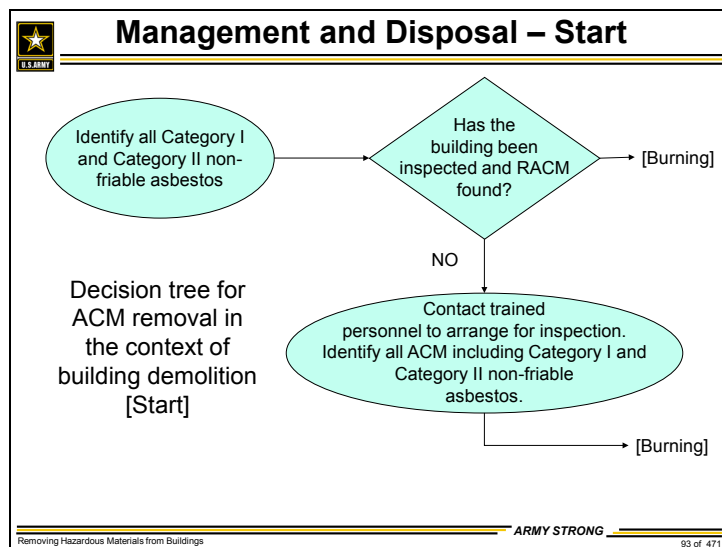 Management and Disposal – Start
U.S.ARMY
Identify all Category I
and Category II non-
friable asbestos
Has the
building been
inspected and RACM
found?
[Burning]
NO
Decision tree for
ACM removal in
the context of
building demolition
[Start]
Contact trained
personnel to arrange for inspection.
Identify all ACM including Category I and
Category II non-friable
asbestos.
[Burning]
ARMY STRONG
Removing Hazardous Materials from Buildings
93 of 471